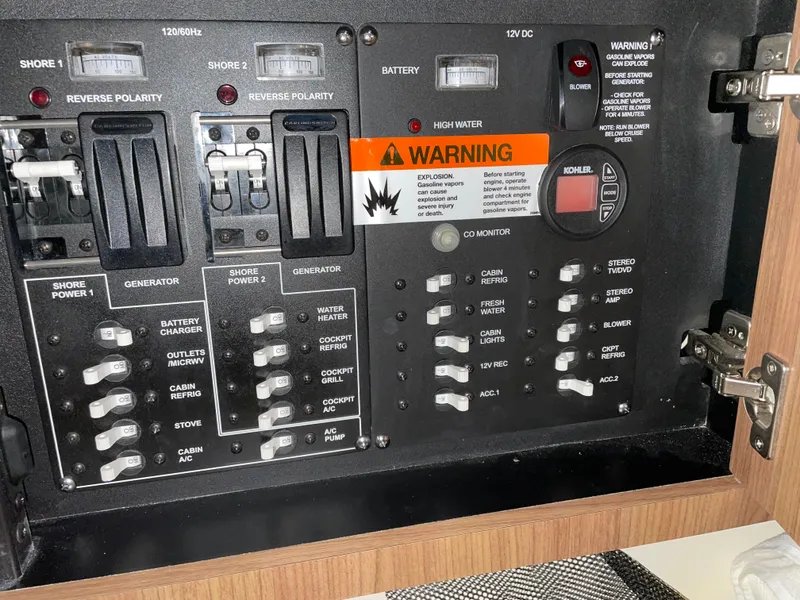 120/60Hz
SHORE 1
SHORE 2
REVERSE POLARITY
REVERSE POLARITY
SHORE
POWER 1
GENERATOR
SHORE
POWER 2
GENERATOR
BATTERY
CHARGER
OUTLETS
/MICRWV
CABIN
REFRIG
STOVE
CABIN
A/C
WATER
HEATER
COCKPIT
REFRIG
COCKPIT
GRILL
COCKPIT
A/C
A/C
PUMP
12V DC
BATTERY
HIGH WATER
BLOWER
WARNING!
GASOLINE VAPORS
CAN EXPLODE
BEFORE STARTING
GENERATOR:
- CHECK FOR
GASOLINE VAPORS
- OPERATE BLOWER
FOR 4 MINUTES.
NOTE: RUN BLOWER
BELOW CRUISE
SPEED.
WARNING
EXPLOSION.
Gasoline vapors
can cause
explosion and
severe injury
or death.
Before starting
engine, operate
blower 4 minutes
and check engine
compartment for
gasoline vapors.
KOHLER
START
MODE
STOP
CO MONITOR
CABIN
REFRIG
FRESH
WATER
CABIN
LIGHTS
12V REC
ACC.1
STEREO
TV/DVD
STEREO
AMP
BLOWER
CKPT
REFRIG
ACC.2